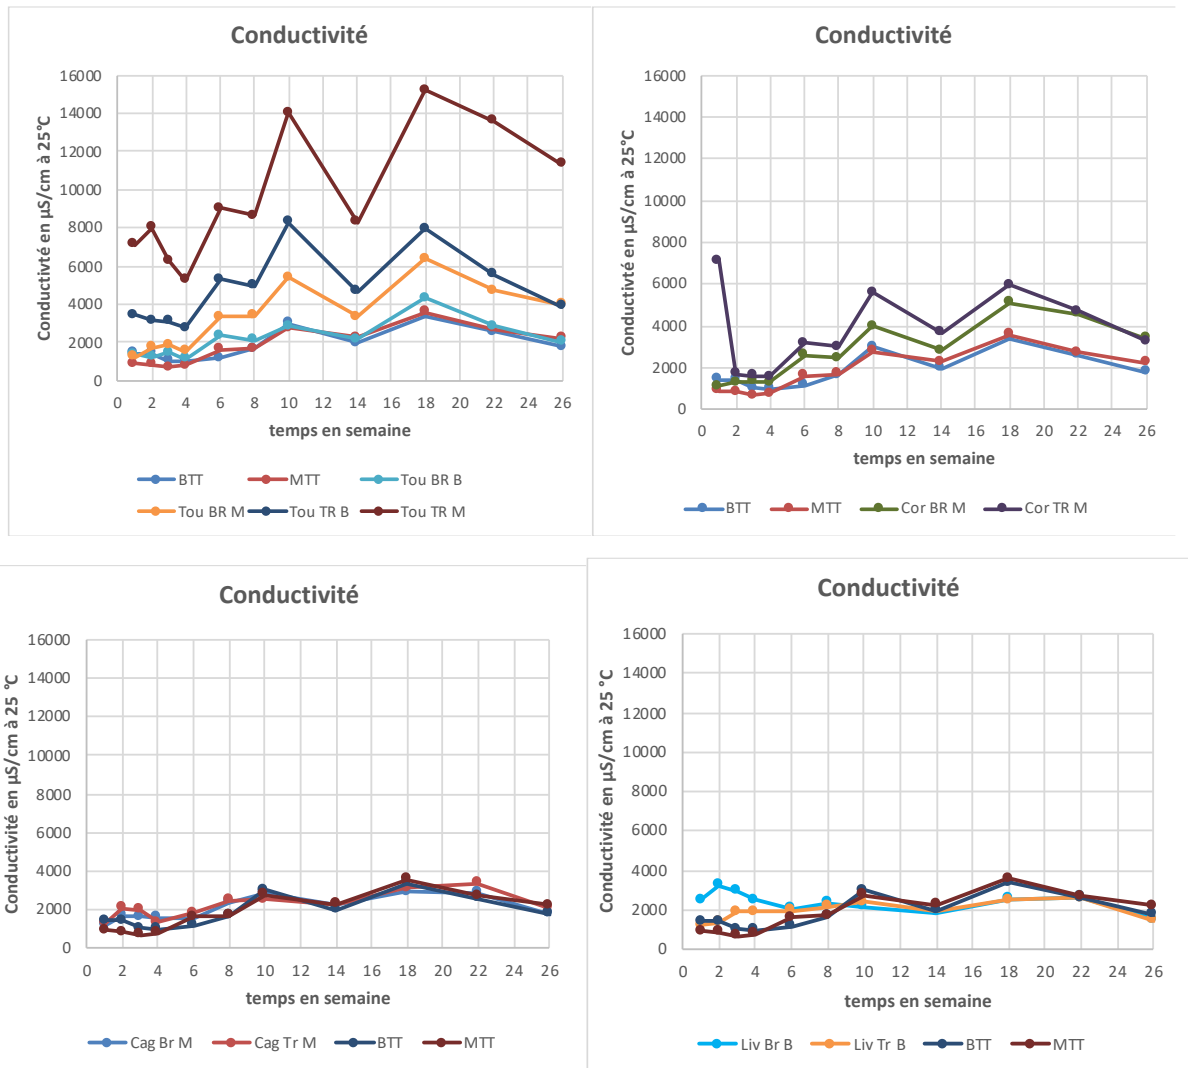 Conductivité
16000
14000
12000
10000
8000
6000
4000
2000
0
0 2 4 6 8 10 12 14 16 18 20 22 24 26
Conductivté en µS/cm à 25°C
temps en semaine
BTT MTT Tou BR B
Tou BR M Tou TR B Tou TR M
Conductivité
16000
14000
12000
10000
8000
6000
4000
2000
0
0 2 4 6 8 10 12 14 16 18 20 22 24 26
Conductivté en µS/cm à 25°C
temps en semaine
BTT MTT Cor BR M Cor TR M
Conductivité
16000
14000
12000
10000
8000
6000
4000
2000
0
0 2 4 6 8 10 12 14 16 18 20 22 24 26
Conductivité en µS/cm à 25 °C
temps en semaine
Cag Br M Cag Tr M BTT MTT
Conductivité
16000
14000
12000
10000
8000
6000
4000
2000
0
0 2 4 6 8 10 12 14 16 18 20 22 24 26
Conductivité en µS/cm à 25 °C
temps en semaine
Liv Br B Liv Tr B BTT MTT